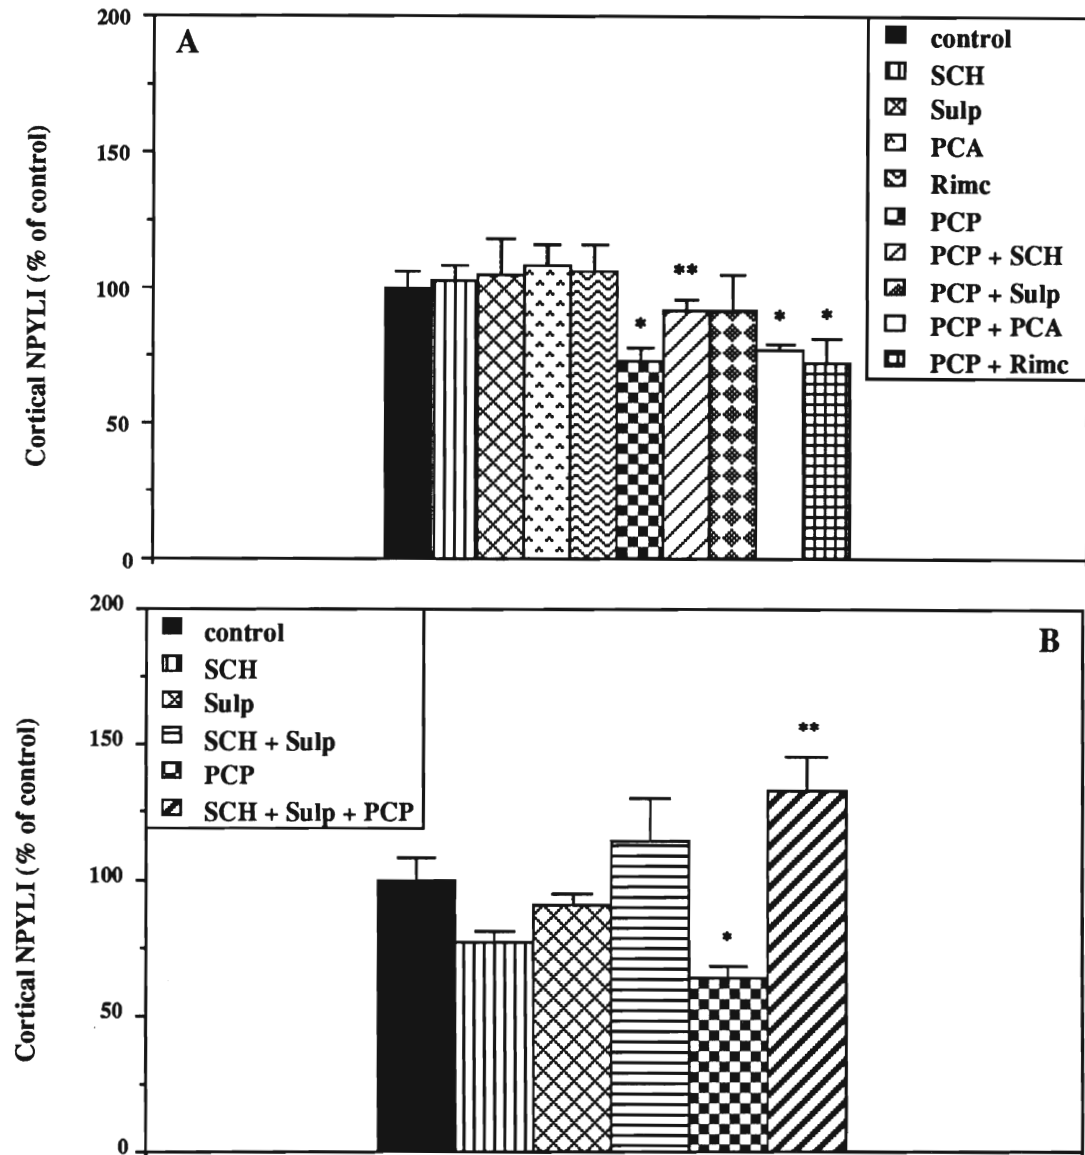 200
150
100
50
0
Cortical NPYLI (% of control)
A
control
SCH
Sulp
PCA
Rimc
PCP
PCP + SCH
PCP + Sulp
PCP + PCA
PCP + Rimc
*
**
*
*
200
150
100
50
0
Cortical NPYLI (% of control)
control
SCH
Sulp
SCH + Sulp
PCP
SCH + Sulp + PCP
B
*
**